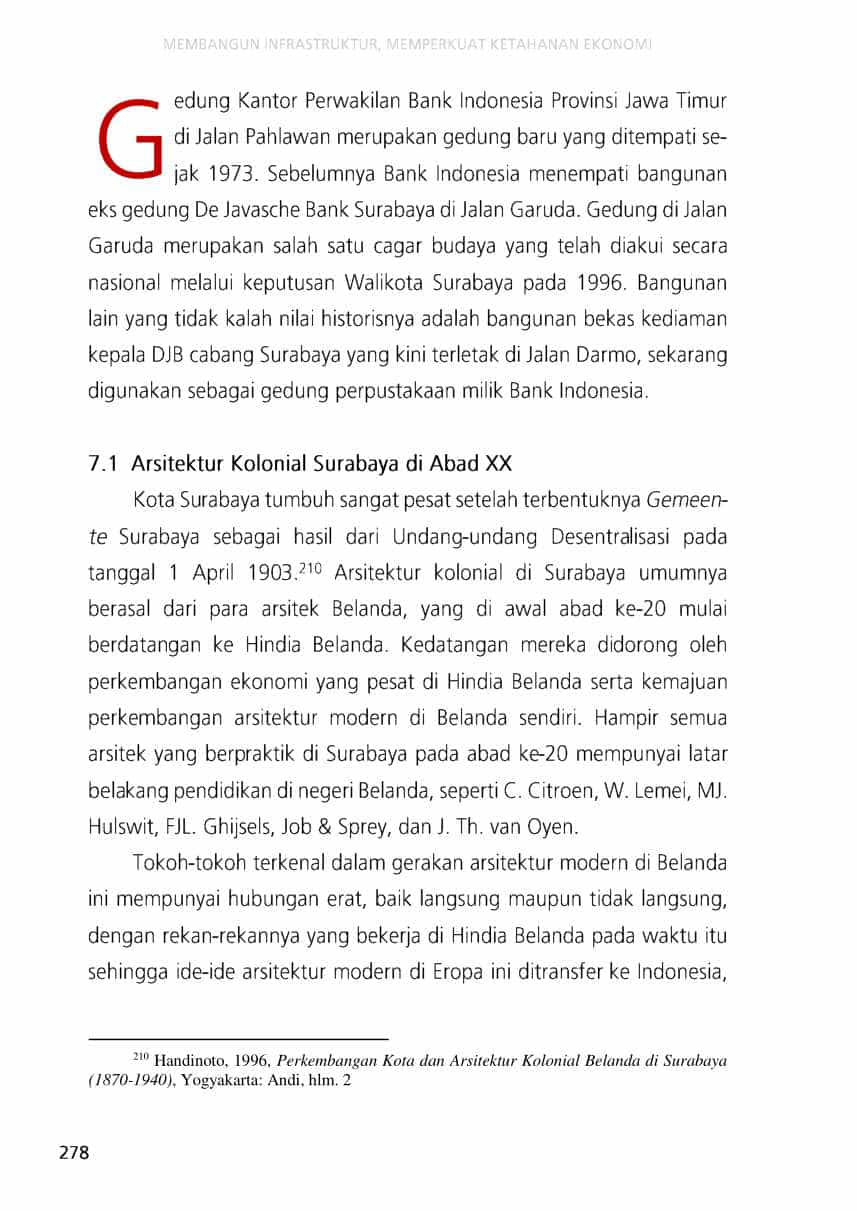 MEMBANGUN INFRASTRUKTUR, MEMPERKUAT KETAHANAN EKONOMI
Gedung Kantor Perwakilan Bank Indonesia Provinsi Jawa Timur
di Jalan Pahlawan merupakan gedung baru yang ditempati se-
jak 1973. Sebelumnya Bank Indonesia menempati bangunan
eks gedung De Javasche Bank Surabaya di Jalan Garuda. Gedung di Jalan
Garuda merupakan salah satu cagar budaya yang telah diakui secara
nasional melalui keputusan Walikota Surabaya pada 1996. Bangunan
lain yang tidak kalah nilai historisnya adalah bangunan bekas kediaman
kepala DJB cabang Surabaya yang kini terletak di Jalan Darmo, sekarang
digunakan sebagai gedung perpustakaan milik Bank Indonesia.
7.1 Arsitektur Kolonial Surabaya di Abad XX
Kota Surabaya tumbuh sangat pesat setelah terbentuknya Gemeen-
te Surabaya sebagai hasil dari Undang-undang Desentralisasi pada
tanggal 1 April 1903.210 Arsitektur kolonial di Surabaya umumnya
berasal dari para arsitek Belanda, yang di awal abad ke-20 mulai
berdatangan ke Hindia Belanda. Kedatangan mereka didorong oleh
perkembangan ekonomi yang pesat di Hindia Belanda serta kemajuan
perkembangan arsitektur modern di Belanda sendiri. Hampir semua
arsitek yang berpraktik di Surabaya pada abad ke-20 mempunyai latar
belakang pendidikan di negeri Belanda, seperti C. Citroen, W. Lemei, MJ.
Hulswit, FJL. Ghijsels, Job & Sprey, dan J. Th. van Oyen.
Tokoh-tokoh terkenal dalam gerakan arsitektur modern di Belanda
ini mempunyai hubungan erat, baik langsung maupun tidak langsung,
dengan rekan-rekannya yang bekerja di Hindia Belanda pada waktu itu
sehingga ide-ide arsitektur modern di Eropa ini ditransfer ke Indonesia,
210 Handinoto, 1996, Perkembangan Kota dan Arsitektur Kolonial Belanda di Surabaya
(1870-1940), Yogyakarta: Andi, hlm. 2
278